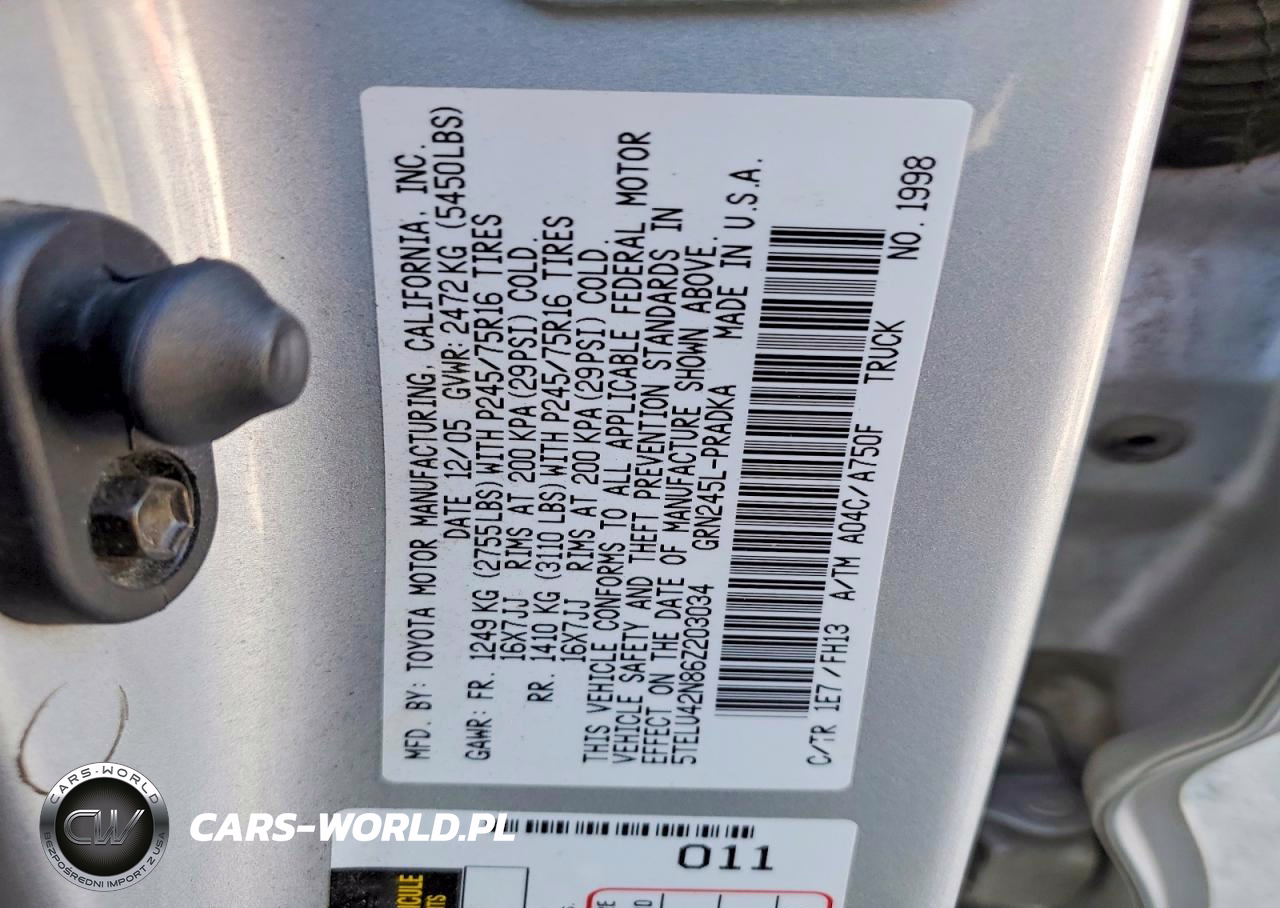 MFD. BY: TOYOTA MOTOR MANUFACTURING, CALIFORNIA, INC.
DATE 12/05 GVWR: 2472 KG (5450LBS)
GAWR: FR. 1249 KG (2755LBS) WITH P245/75R16 TIRES
16X7JJ RIMS AT 200 KPA (29PSI) COLD
RR. 1410 KG (3110 LBS) WITH P245/75R16 TIRES
16X7JJ RIMS AT 200 KPA (29PSI) COLD.
THIS VEHICLE CONFORMS TO ALL APPLICABLE FEDERAL MOTOR
VEHICLE SAFETY AND THEFT PREVENTION STANDARDS IN
EFFECT ON THE DATE OF MANUFACTURE SHOWN ABOVE.
5TELU42N86Z203034 GRN245L-PRADKA MADE IN U.S.A.
C/TR 1E7 /FH13 A/TM A04C/A750F TRUCK NO. 1998
011
CARS-WORLD
CW
BEZPOŚREDNI IMPORT Z USA
CARS-WORLD.PL